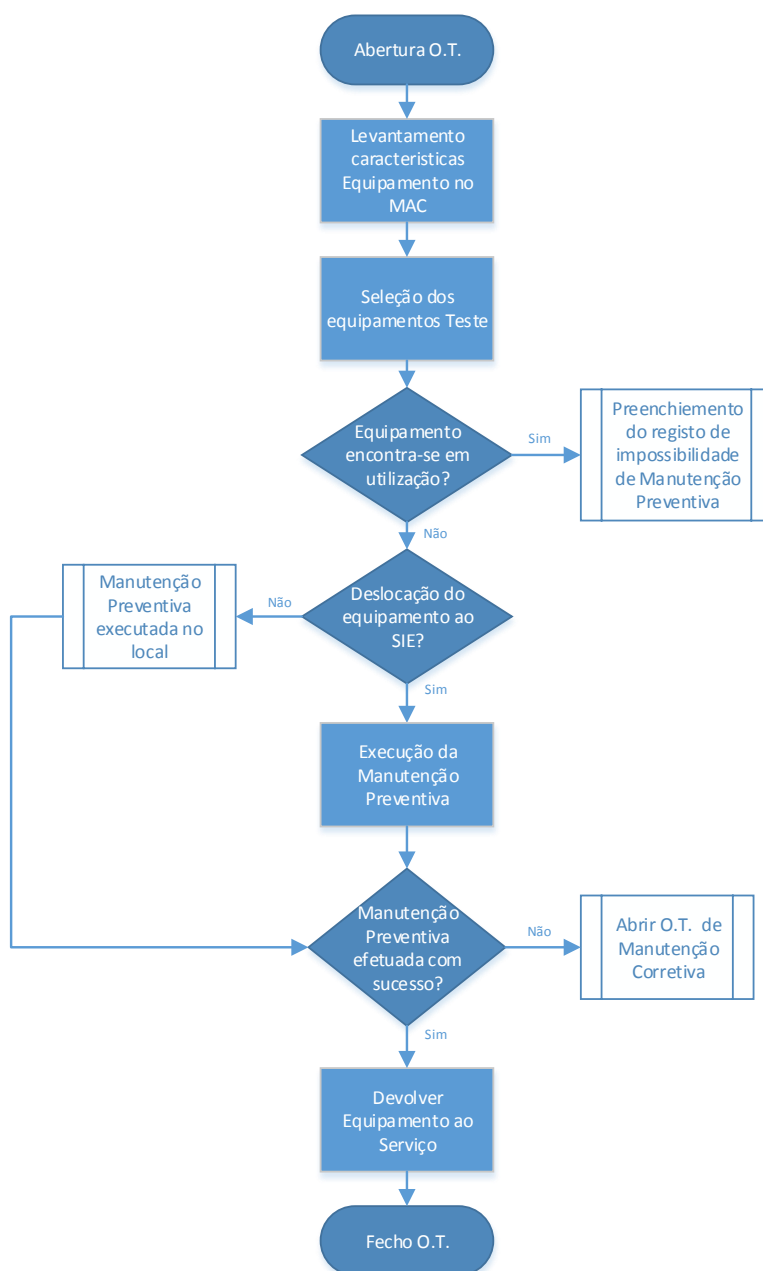 Abertura O.T.
Levantamento
caracteristicas
Equipamento no
MAC
Seleção dos
equipamentos Teste
Equipamento
encontra-se em
utilização?
Sim
Preenchiemento
do registo de
impossibilidade
de Manutenção
Preventiva
Não
Deslocação do
equipamento ao
SIE?
Não
Manutenção
Preventiva
executada no
local
Sim
Execução da
Manutenção
Preventiva
Manutenção
Preventiva
efetuada com
sucesso?
Não
Abrir O.T. de
Manutenção
Corretiva
Sim
Devolver
Equipamento ao
Serviço
Fecho O.T.